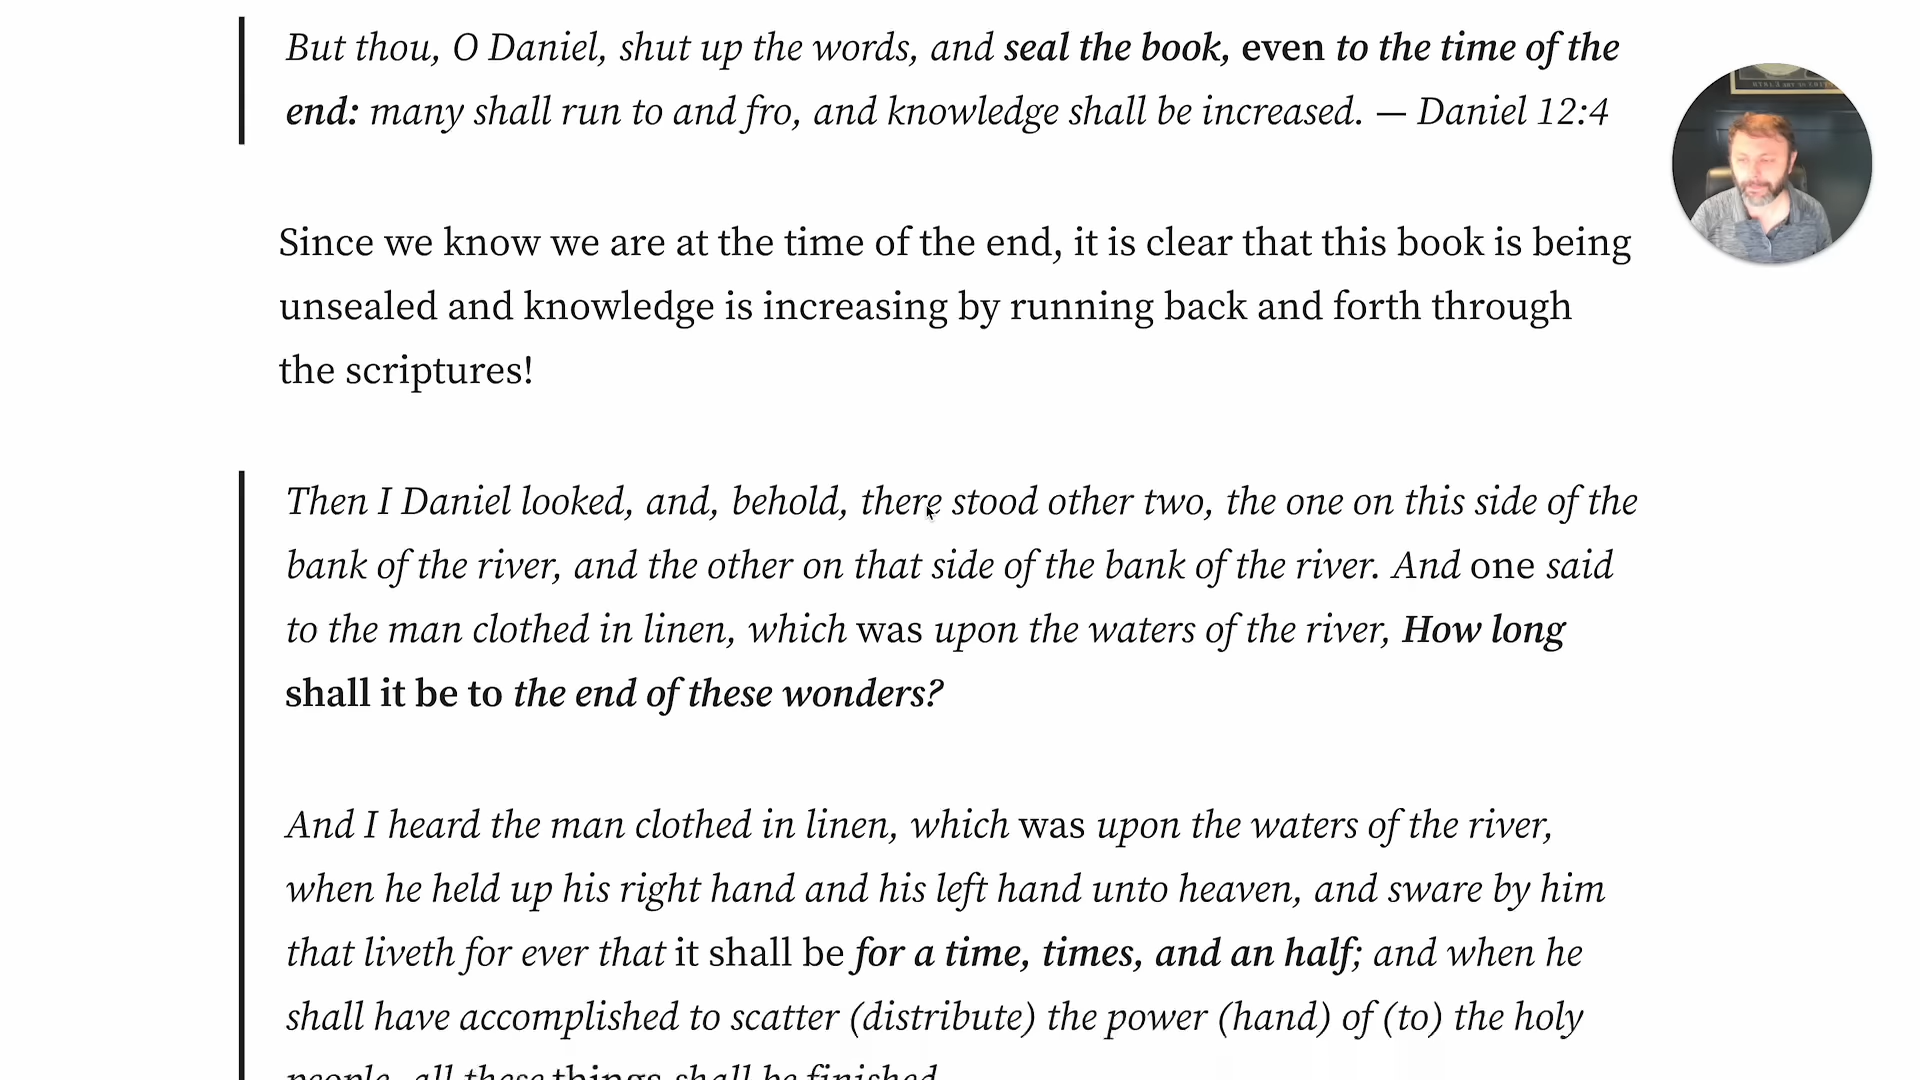 But thou, O Daniel, shut up the words, and seal the book, even to the time of the
end: many shall run to and fro, and knowledge shall be increased. — Daniel 12:4
Since we know we are at the time of the end, it is clear that this book is being
unsealed and knowledge is increasing by running back and forth through
the scriptures!
Then I Daniel looked, and, behold, there stood other two, the one on this side of the
bank of the river, and the other on that side of the bank of the river. And one said
to the man clothed in linen, which was upon the waters of the river, How long
shall it be to the end of these wonders?
And I heard the man clothed in linen, which was upon the waters of the river,
when he held up his right hand and his left hand unto heaven, and sware by him
that liveth for ever that it shall be for a time, times, and an half; and when he
shall have accomplished to scatter (distribute) the power (hand) of (to) the holy
people, all these things shall be finished.